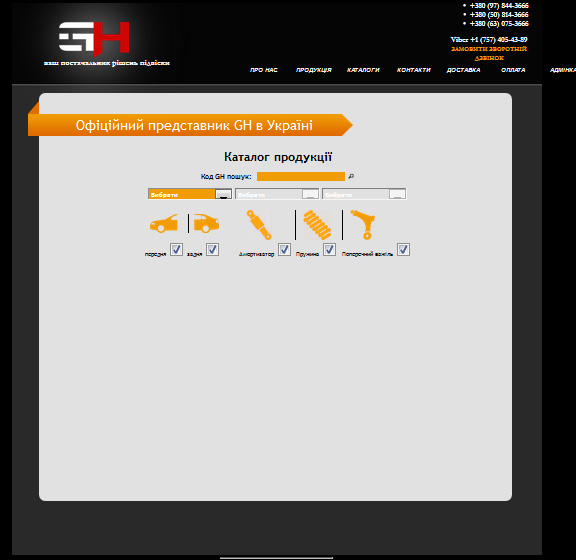 +380 (97) 844-3666
+380 (50) 814-3666
+380 (63) 075-3666
GH
ваш постачальник рішень підвіски
Viber +1 (757) 405-43-89
ЗАМОВИТИ ЗВОРОТНІЙ
ДЗВІНОК
ПРО НАС ПРОДУКЦІЯ КАТАЛОГИ КОНТАКТИ ДОСТАВКА ОПЛАТА АДМІНКА
Офіційний представник GH в Україні
Каталог продукції
Код GH пошук:
Вибрати Вибрати Вибрати
передня задня Амортизатор Пружина Поперечний важіль